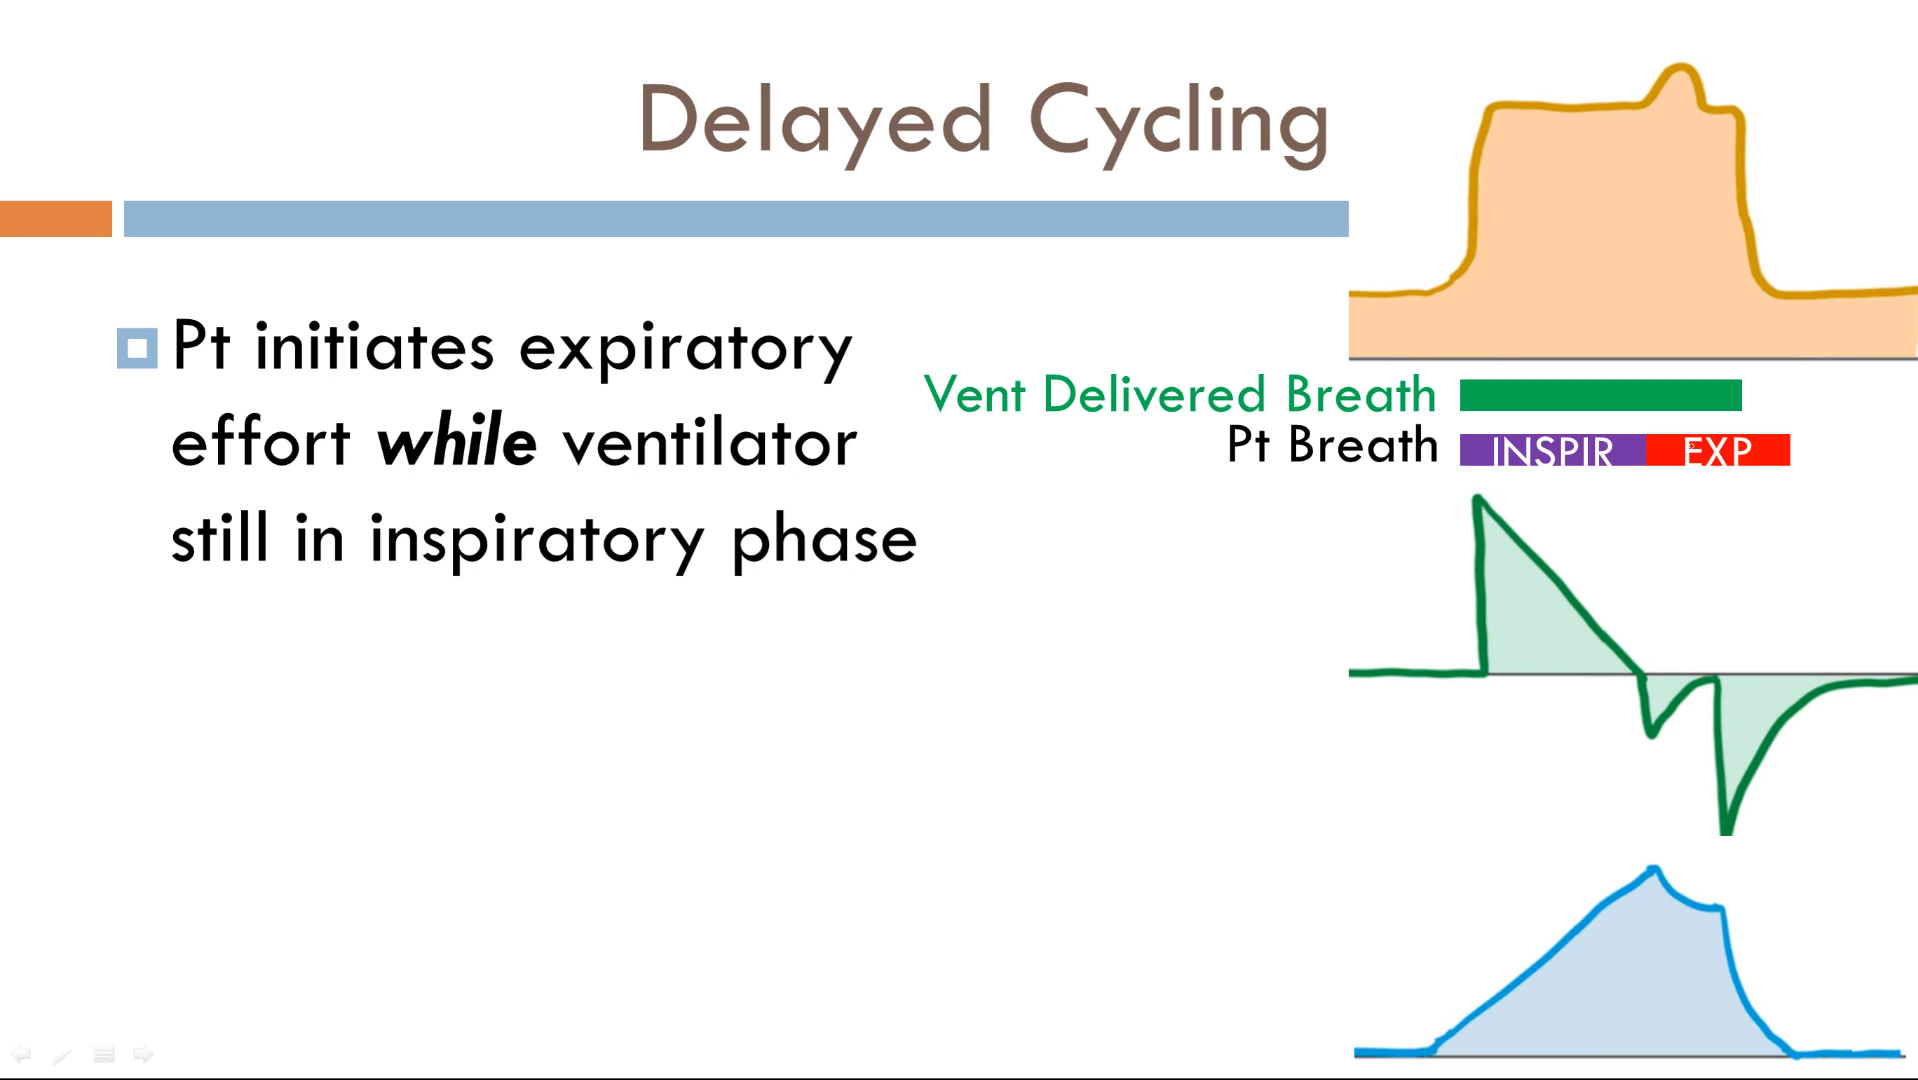 Delayed Cycling
Pt initiates expiratory
effort while ventilator
still in inspiratory phase
Vent Delivered Breath
Pt Breath
INSPIR EXP